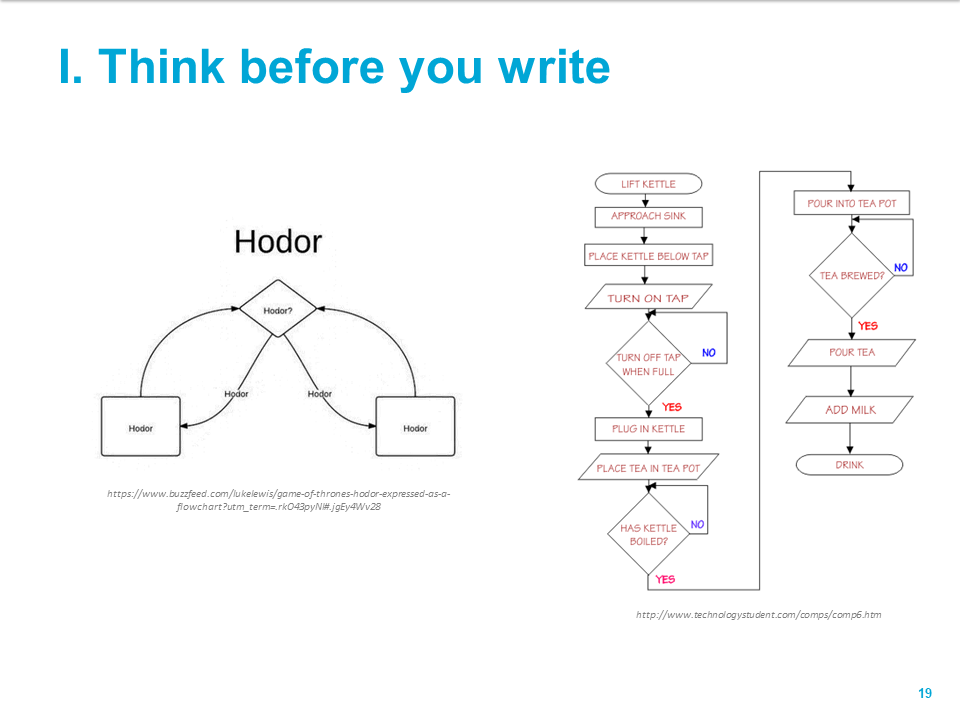 I. Think before you write
Hodor
Hodor?
Hodor
Hodor
Hodor
Hodor
https://www.buzzfeed.com/lukelewis/game-of-thrones-hodor-expressed-as-a-
flowchart?utm_term=.rkO43pyNl#.jgEy4Wv28
LIFT KETTLE
APPROACH SINK
PLACE KETTLE BELOW TAP
TURN ON TAP
TURN OFF TAP
WHEN FULL
NO
YES
PLUG IN KETTLE
PLACE TEA IN TEA POT
HAS KETTLE
BOILED?
NO
YES
POUR INTO TEA POT
TEA BREWED?
NO
YES
POUR TEA
ADD MILK
DRINK
http://www.technologystudent.com/comps/comp6.htm
19